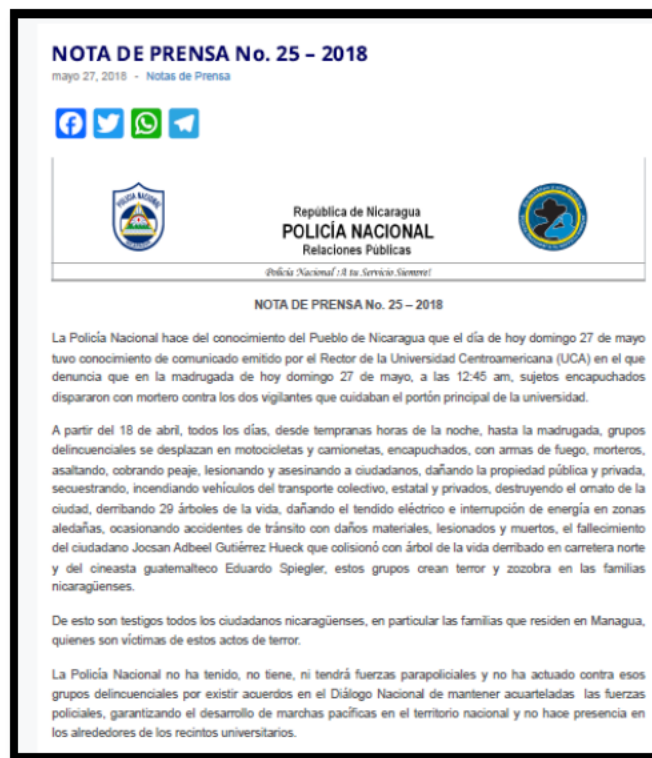 NOTA DE PRENSA No. 25 – 2018
mayo 27, 2018 - Notas de Prensa
POLICIA NACIONAL
República de Nicaragua
POLICÍA NACIONAL
Relaciones Públicas
Policía Nacional ¡A tu Servicio Siempre!
NOTA DE PRENSA No. 25 – 2018
La Policía Nacional hace del conocimiento del Pueblo de Nicaragua que el día de hoy domingo 27 de mayo
tuvo conocimiento de comunicado emitido por el Rector de la Universidad Centroamericana (UCA) en el que
denuncia que en la madrugada de hoy domingo 27 de mayo, a las 12:45 am, sujetos encapuchados
dispararon con mortero contra los dos vigilantes que cuidaban el portón principal de la universidad.
A partir del 18 de abril, todos los días, desde tempranas horas de la noche, hasta la madrugada, grupos
delincuenciales se desplazan en motocicletas y camionetas, encapuchados, con armas de fuego, morteros,
asaltando, cobrando peaje, lesionando y asesinando a ciudadanos, dañando la propiedad pública y privada,
secuestrando, incendiando vehículos del transporte colectivo, estatal y privados, destruyendo el ornato de la
ciudad, derribando 29 árboles de la vida, dañando el tendido eléctrico e interrupción de energía en zonas
aledañas, ocasionando accidentes de tránsito con daños materiales, lesionados y muertos, el fallecimiento
del ciudadano Jocsan Adbeel Gutiérrez Hueck que colisionó con árbol de la vida derribado en carretera norte
y del cineasta guatemalteco Eduardo Spiegler, estos grupos crean terror y zozobra en las familias
nicaragüenses.
De esto son testigos todos los ciudadanos nicaragüenses, en particular las familias que residen en Managua,
quienes son víctimas de estos actos de terror.
La Policía Nacional no ha tenido, no tiene, ni tendrá fuerzas parapoliciales y no ha actuado contra esos
grupos delincuenciales por existir acuerdos en el Diálogo Nacional de mantener acuarteladas las fuerzas
policiales, garantizando el desarrollo de marchas pacíficas en el territorio nacional y no hace presencia en
los alrededores de los recintos universitarios.